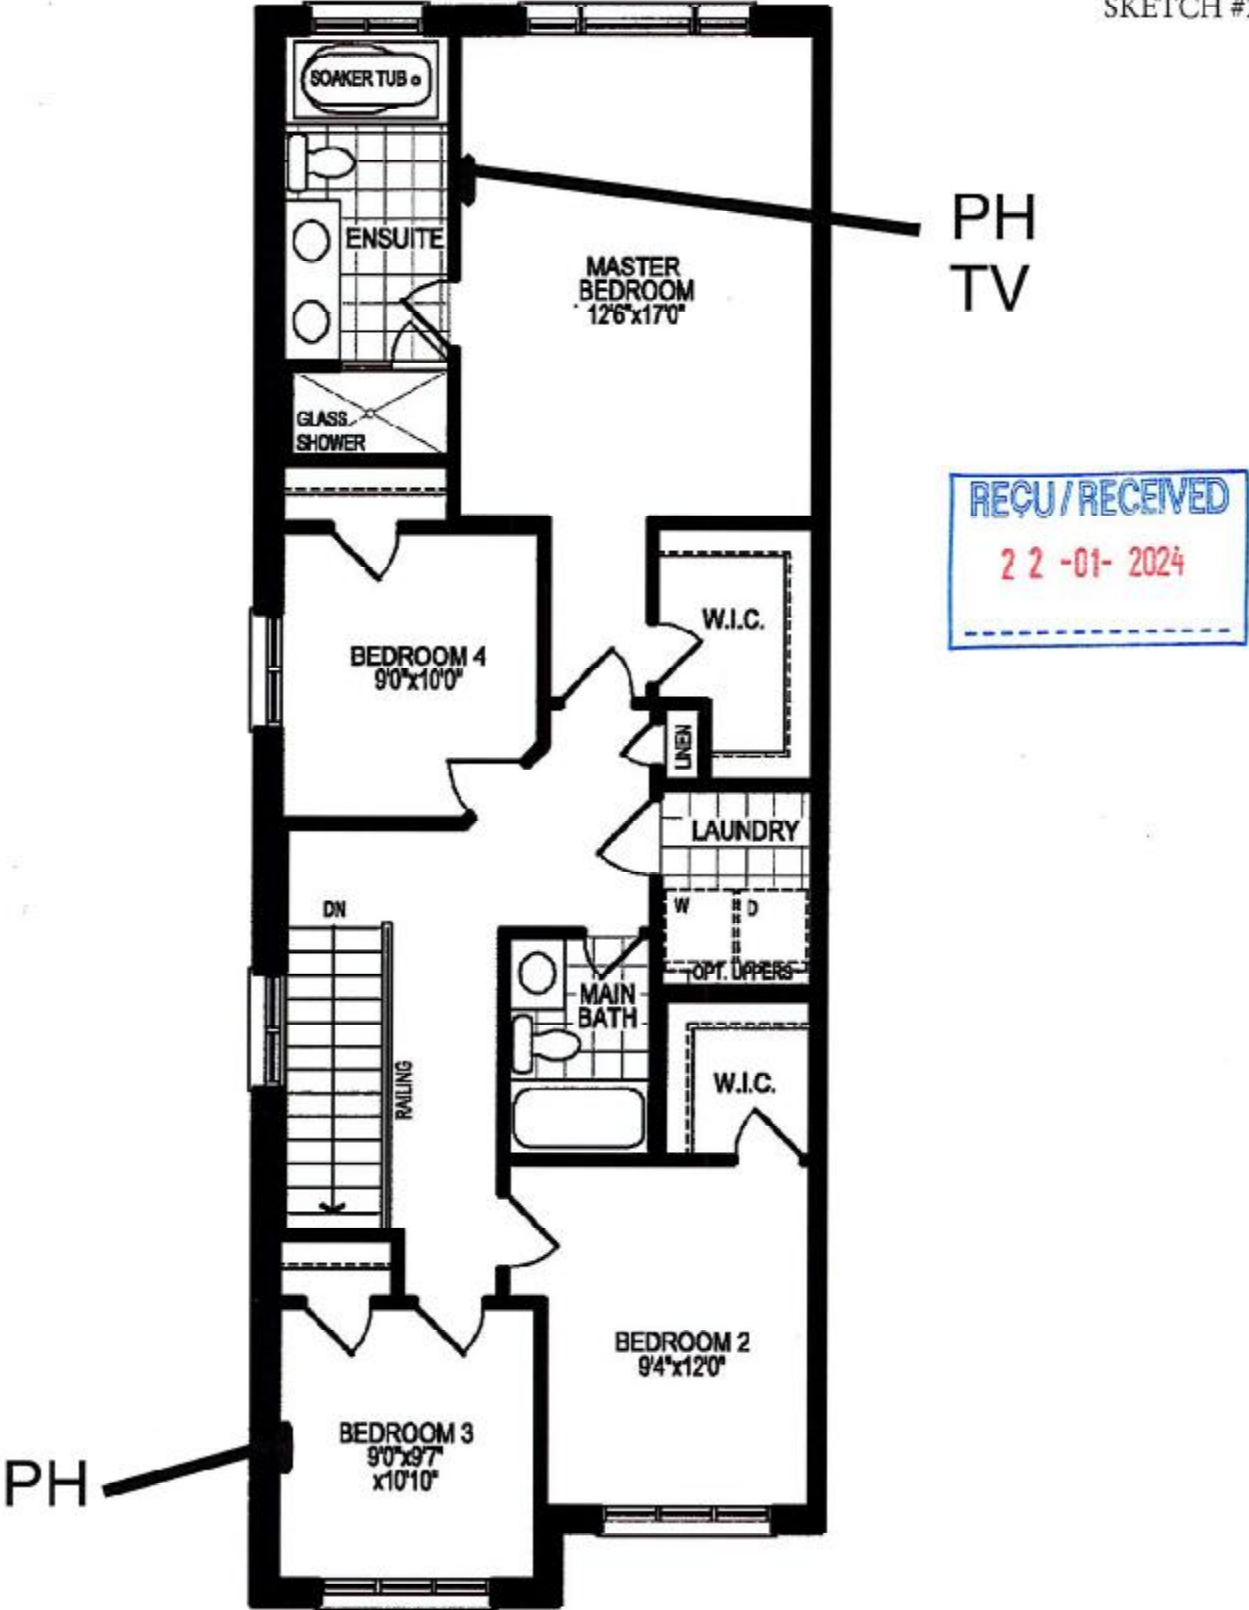 SKETCH #
SOAKER TUB
ENSUITE
PH
TV
MASTER
BEDROOM
12'6"x17'0"
GLASS
SHOWER
REÇU / RECEIVED
22 -01- 2024
W.I.C.
BEDROOM 4
9'0"x10'0"
LINEN
LAUNDRY
DN
W
D
OPT. UPPERS
MAIN
BATH
RAILING
W.I.C.
BEDROOM 2
9'4"x12'0"
BEDROOM 3
9'0"x9'7"
x10'10"
PH